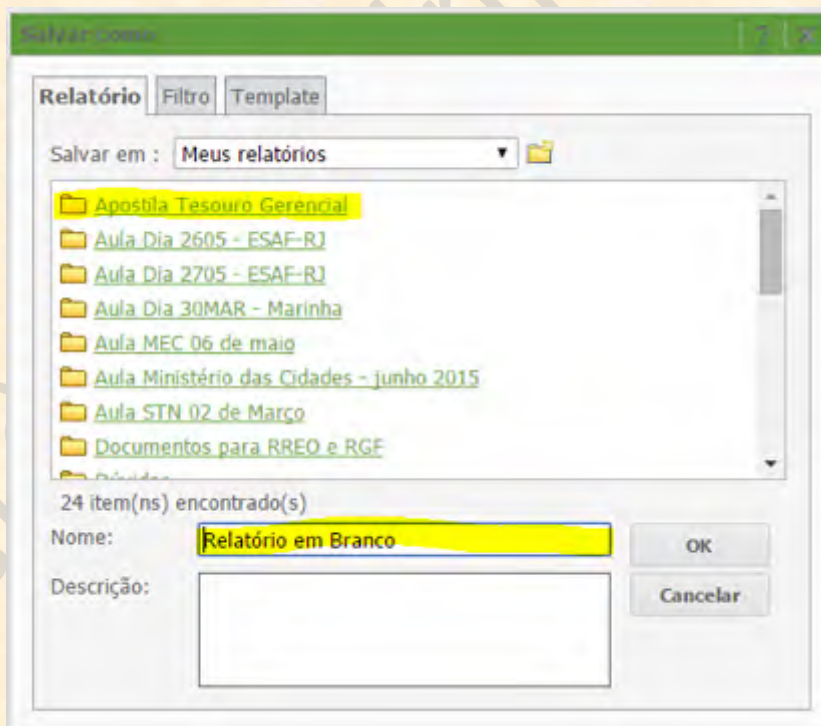 Salvar como
? x
Relatório Filtro Template
Salvar em : Meus relatórios
Apostila Tesouro Gerencial
Aula Dia 2605 - ESAF-RJ
Aula Dia 2705 - ESAF-RJ
Aula Dia 30MAR - Marinha
Aula MEC 06 de maio
Aula Ministério das Cidades - junho 2015
Aula STN 02 de Março
Documentos para RREO e RGF
24 item(ns) encontrado(s)
Nome: Relatório em Branco OK
Descrição: Cancelar